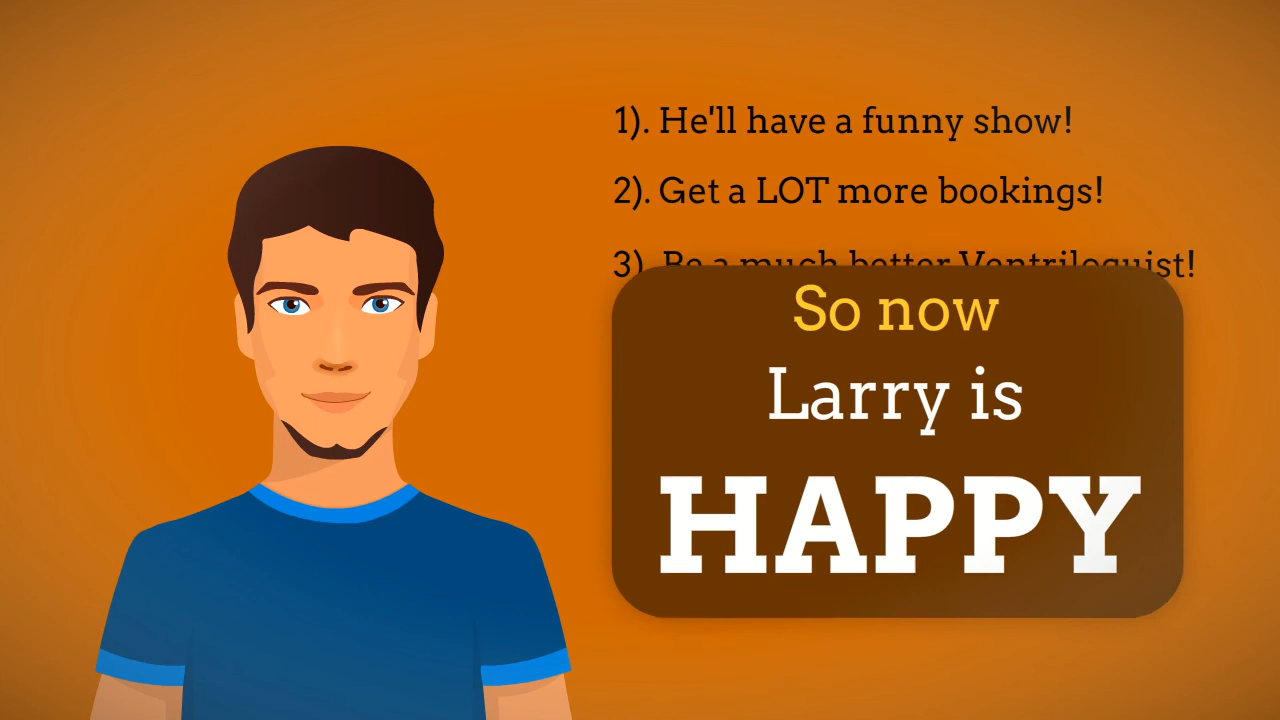 1). He'll have a funny show!
2). Get a LOT more bookings!
3). Be a much better Ventriloquist!
So now
Larry is
HAPPY